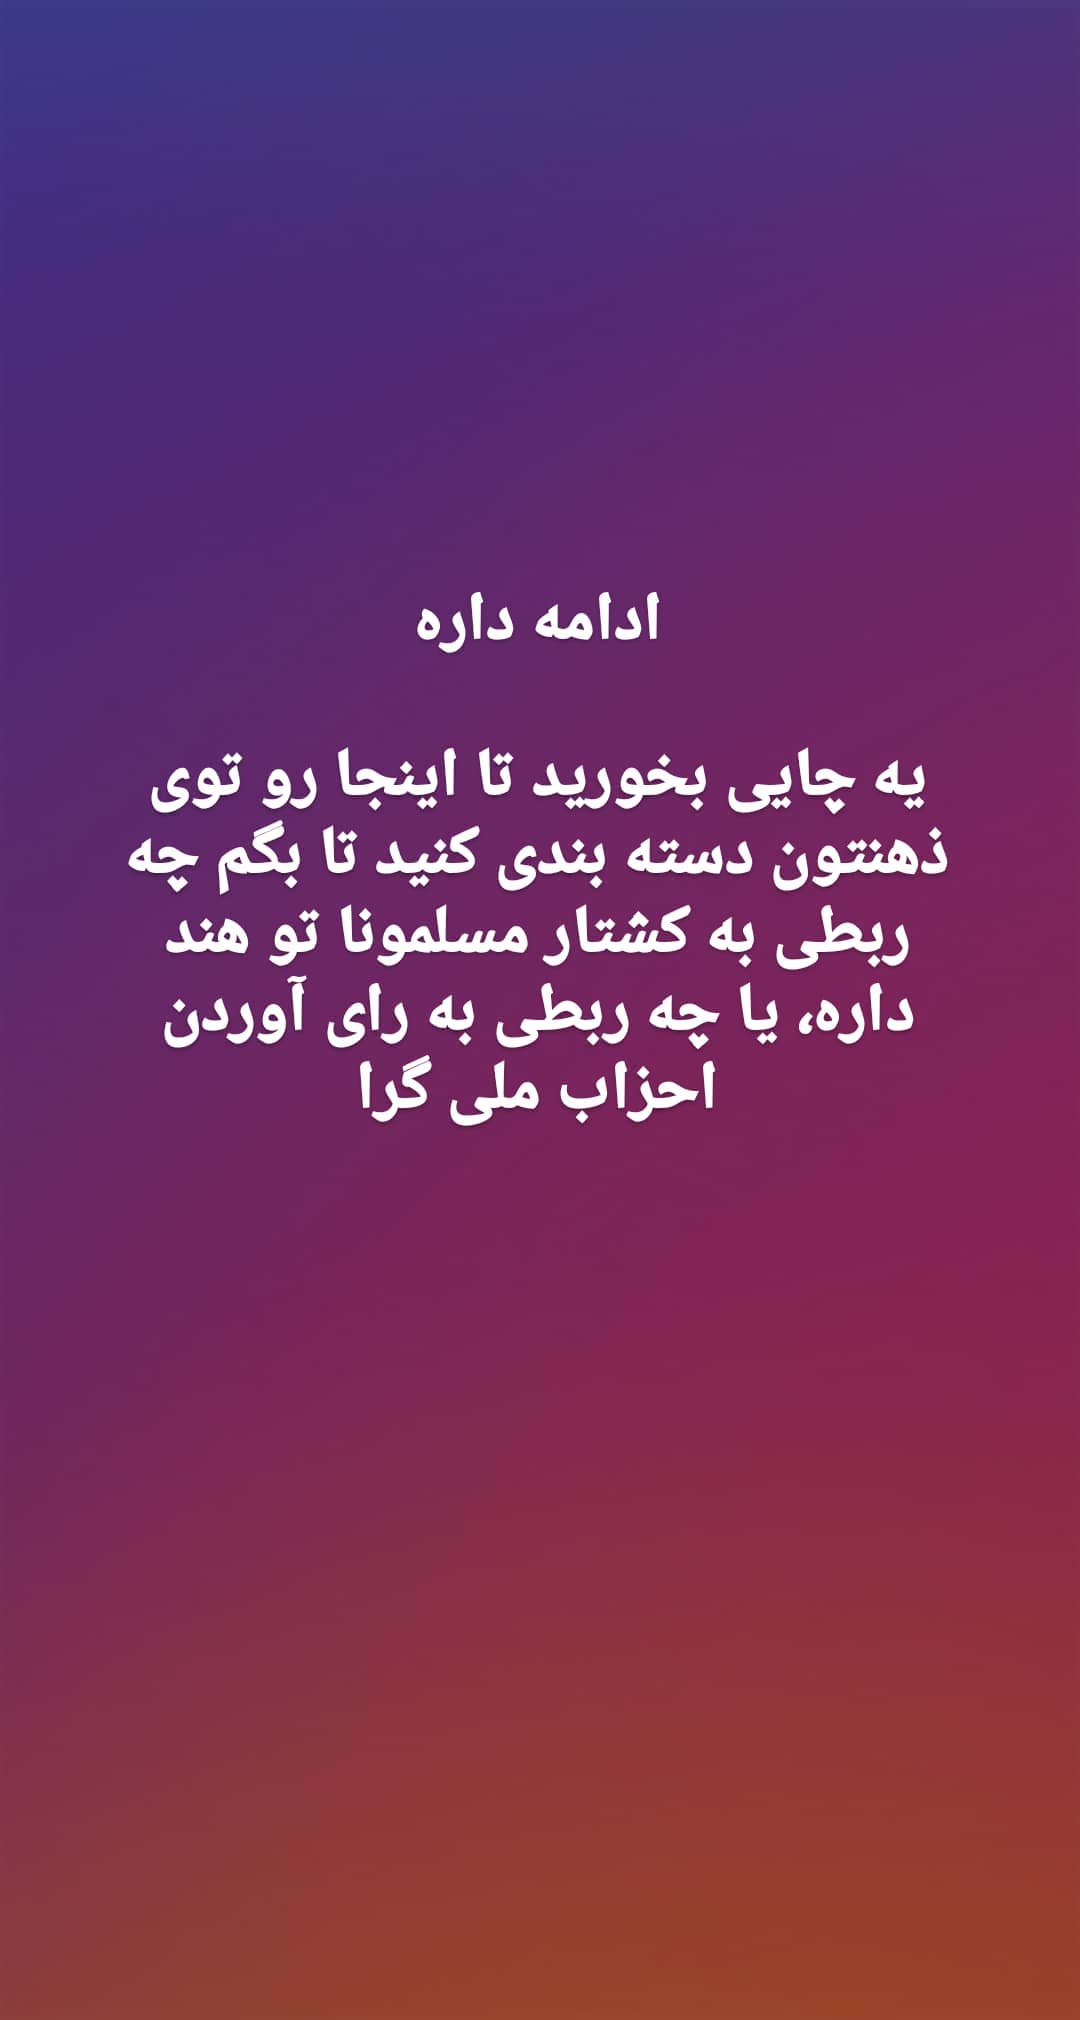 ادامه داره
یه چایی بخورید تا اینجا رو توی
ذهنتون دسته بندی کنید تا بگم چه
ربطی به کشتار مسلمونا تو هند
داره، یا چه ربطی به رای آوردن
احزاب ملی گرا